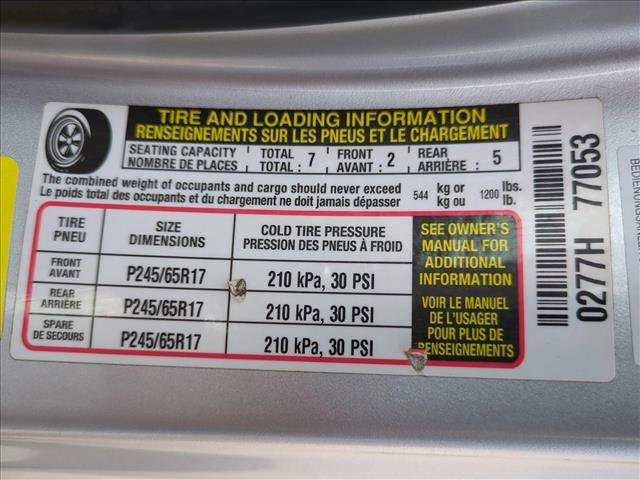 TIRE AND LOADING INFORMATION
RENSEIGNEMENTS SUR LES PNEUS ET LE CHARGEMENT
SEATING CAPACITY TOTAL : 7 FRONT : 2 REAR : 5
NOMBRE DE PLACES TOTAL : AVANT : ARRIÈRE :
The combined weight of occupants and cargo should never exceed 544 kg or 1200 lbs.
Le poids total des occupants et du chargement ne doit jamais dépasser kg ou lb.
TIRE SIZE COLD TIRE PRESSURE
PNEU DIMENSIONS PRESSION DES PNEUS À FROID
FRONT
AVANT P245/65R17 210 kPa, 30 PSI
REAR
ARRIÈRE P245/65R17 210 kPa, 30 PSI
SPARE
DE SECOURS P245/65R17 210 kPa, 30 PSI
SEE OWNER'S
MANUAL FOR
ADDITIONAL
INFORMATION
VOIR LE MANUEL
DE L'USAGER
POUR PLUS DE
RENSEIGNEMENTS
0277H 77053